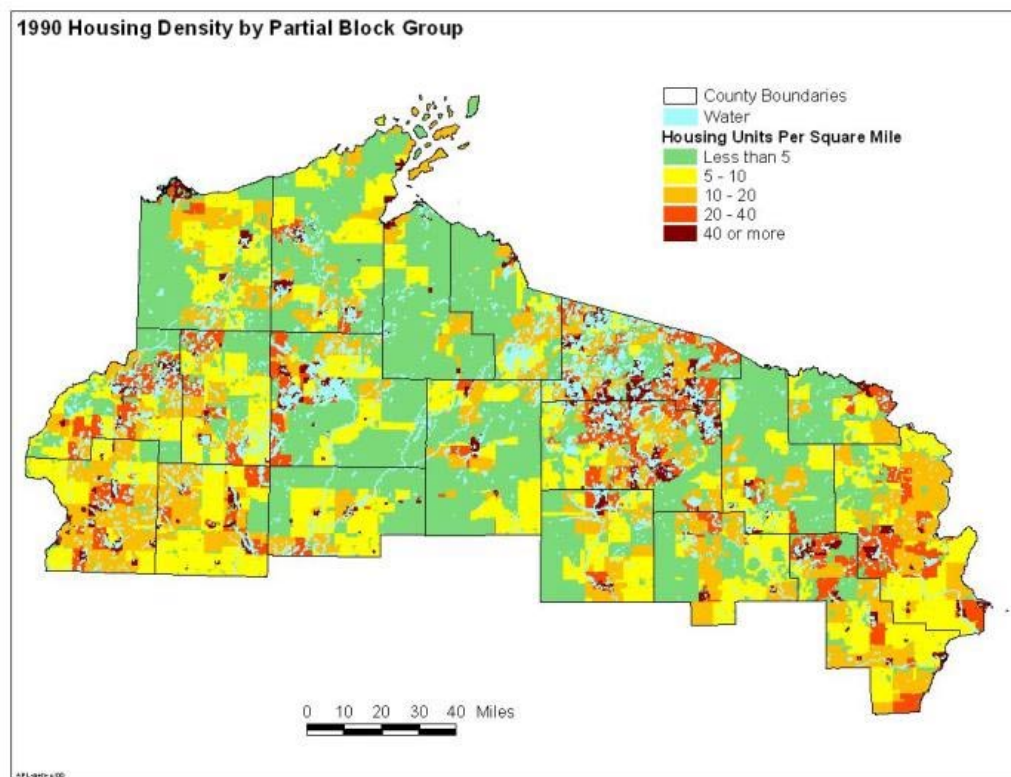 1990 Housing Density by Partial Block Group
County Boundaries
Water
Housing Units Per Square Mile
Less than 5
5 - 10
10 - 20
20 - 40
40 or more
0 10 20 30 40 Miles